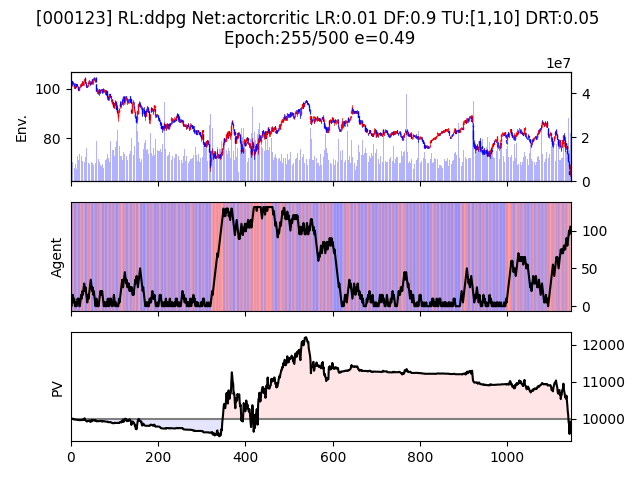 [000123] RL:ddpg Net:actorcritic LR:0.01 DF:0.9 TU:[1,10] DRT:0.05
Epoch:255/500 e=0.49
1e7
Env.
100
80
4
2
0
Agent
100
50
0
PV
12000
11000
10000
0 200 400 600 800 1000